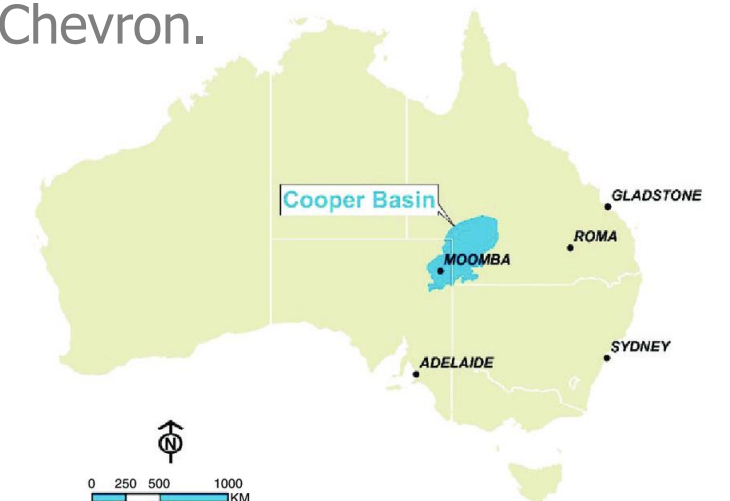 Chevron.
Cooper Basin
GLADSTONE
ROMA
MOOMBA
SYDNEY
ADELAIDE
N
0 250 500 1000
KM